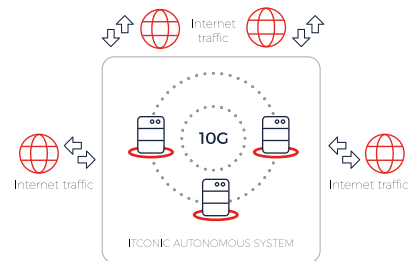 Internet
traffic
10G
Internet traffic
Internet traffic
ITCONIC AUTONOMOUS SYSTEM